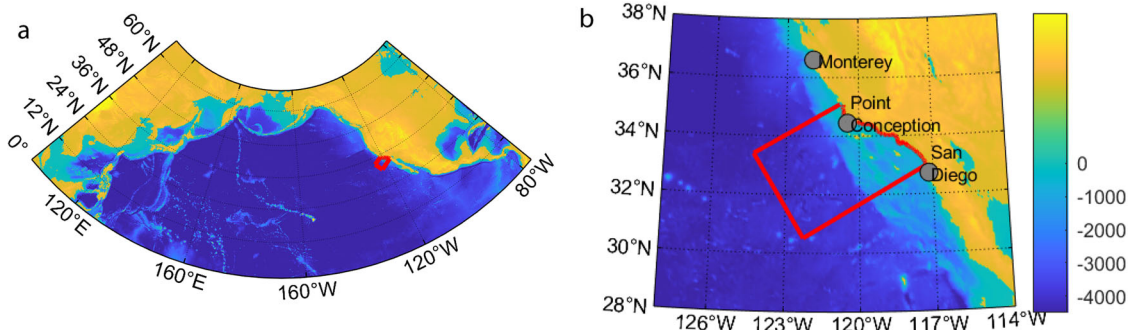 a
60°N
48°N
36°N
24°N
12°N
0°
120°E
160°E
160°W
120°W
80°W
b
38°N
36°N
34°N
32°N
30°N
28°N
126°W
123°W
120°W
117°W
114°W
Monterey
Point
Conception
San
Diego
0
-1000
-2000
-3000
-4000